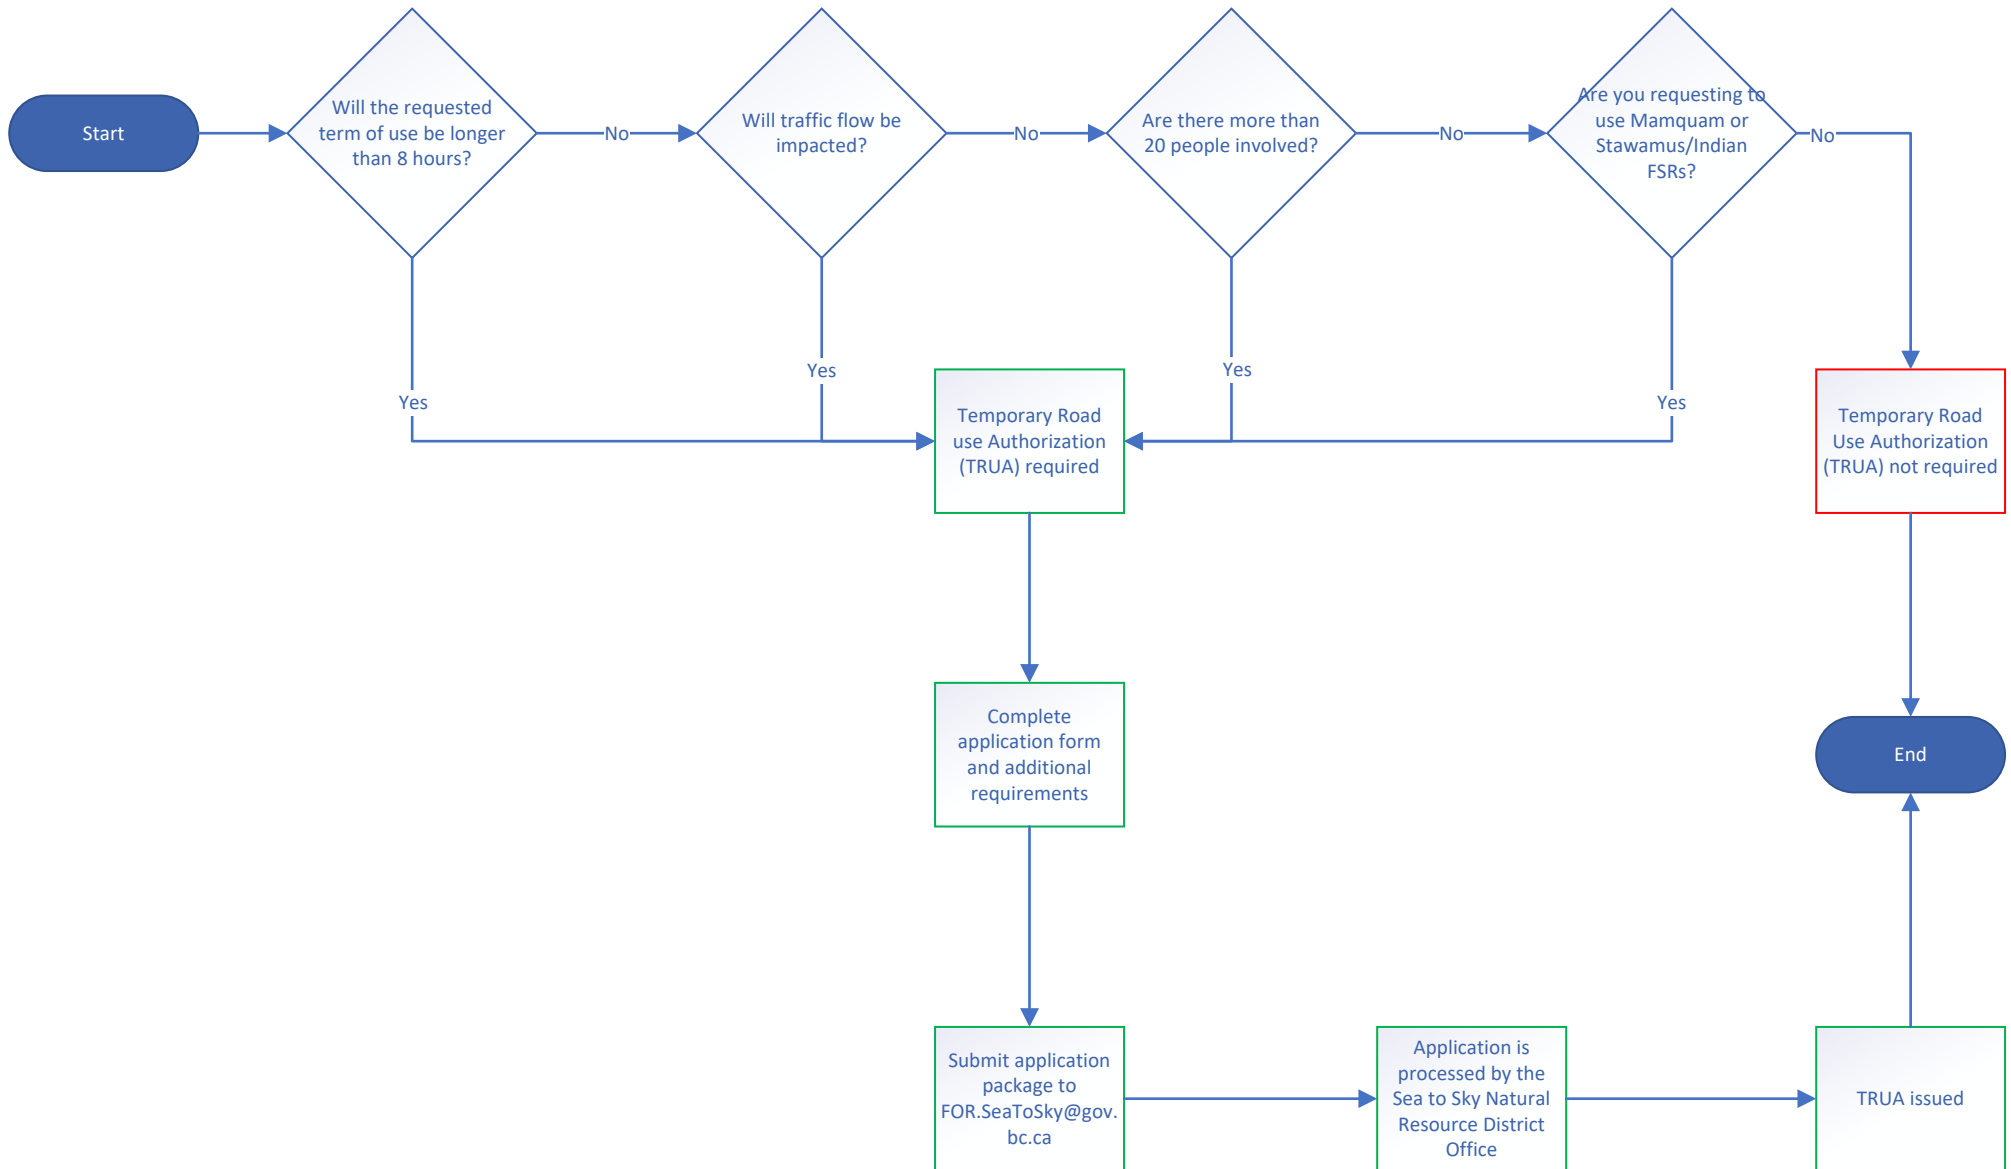 Start
Will the requested
term of use be longer
than 8 hours?
No
Will traffic flow be
impacted?
No
Are there more than
20 people involved?
No
Are you requesting to
use Mamquam or
Stawamus/Indian
FSRs?
No
Yes
Yes
Yes
Yes
Temporary Road
use Authorization
(TRUA) required
Temporary Road
Use Authorization
(TRUA) not required
Complete
application form
and additional
requirements
End
Submit application
package to
FOR.SeaToSky@gov.
bc.ca
Application is
processed by the
Sea to Sky Natural
Resource District
Office
TRUA issued